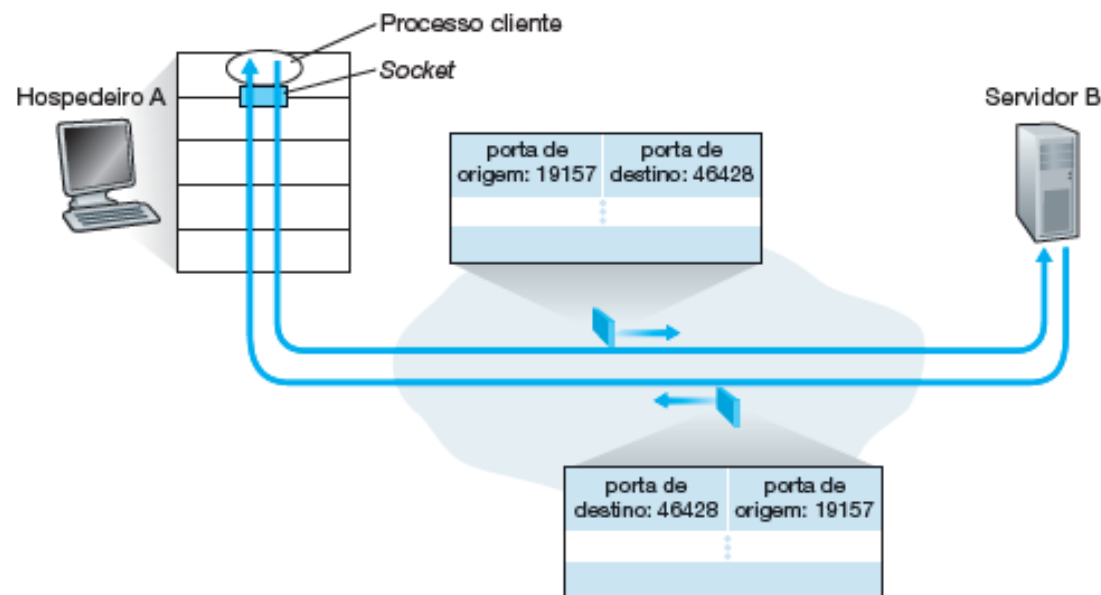 Processo cliente
Socket
Hospedeiro A
Servidor B
porta de
origem: 19157
porta de
destino: 46428
porta de
destino: 46428
porta de
origem: 19157